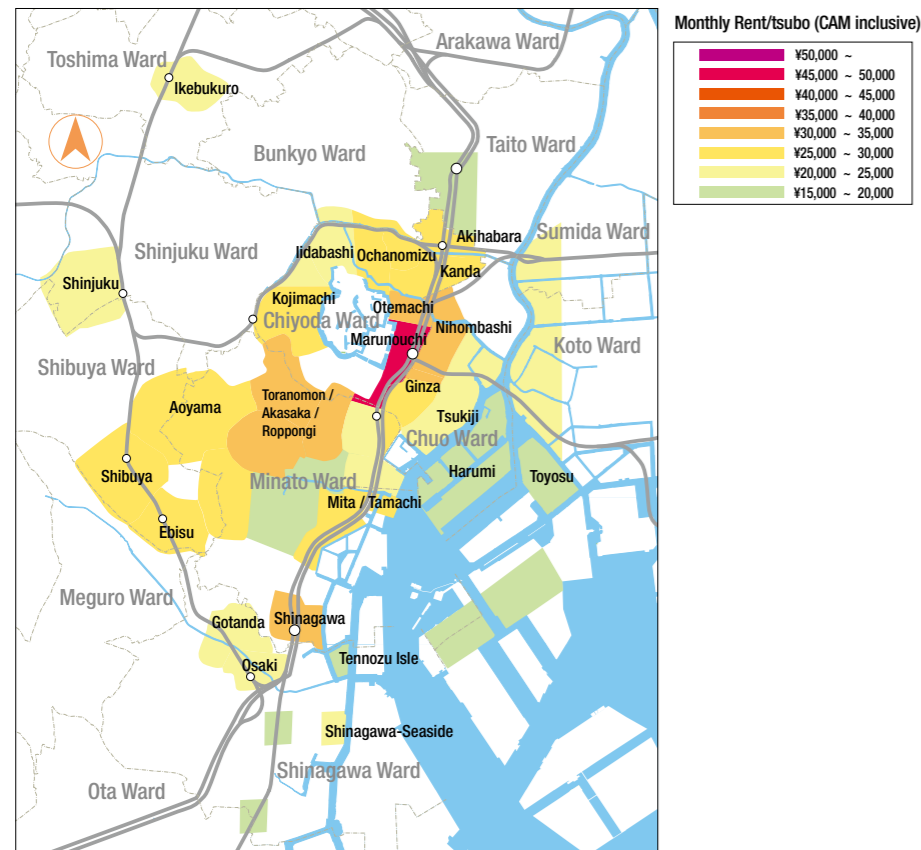 Monthly Rent/tsubo (CAM inclusive)
¥50,000 ~
¥45,000 ~ 50,000
¥40,000 ~ 45,000
¥35,000 ~ 40,000
¥30,000 ~ 35,000
¥25,000 ~ 30,000
¥20,000 ~ 25,000
¥15,000 ~ 20,000
Arakawa Ward
Toshima Ward
Ikebukuro
Taito Ward
Bunkyo Ward
Sumida Ward
Akihabara
Shinjuku Ward
Iidabashi
Ochanomizu
Kanda
Shinjuku
Kojimachi
Otemachi
Chiyoda Ward
Nihombashi
Marunouchi
Koto Ward
Shibuya Ward
Ginza
Toranomon /
Akasaka /
Roppongi
Aoyama
Tsukiji
Chuo Ward
Harumi
Shibuya
Toyosu
Minato Ward
Mita / Tamachi
Ebisu
Meguro Ward
Gotanda
Shinagawa
Osaki
Tennozu Isle
Shinagawa-Seaside
Shinagawa Ward
Ota Ward